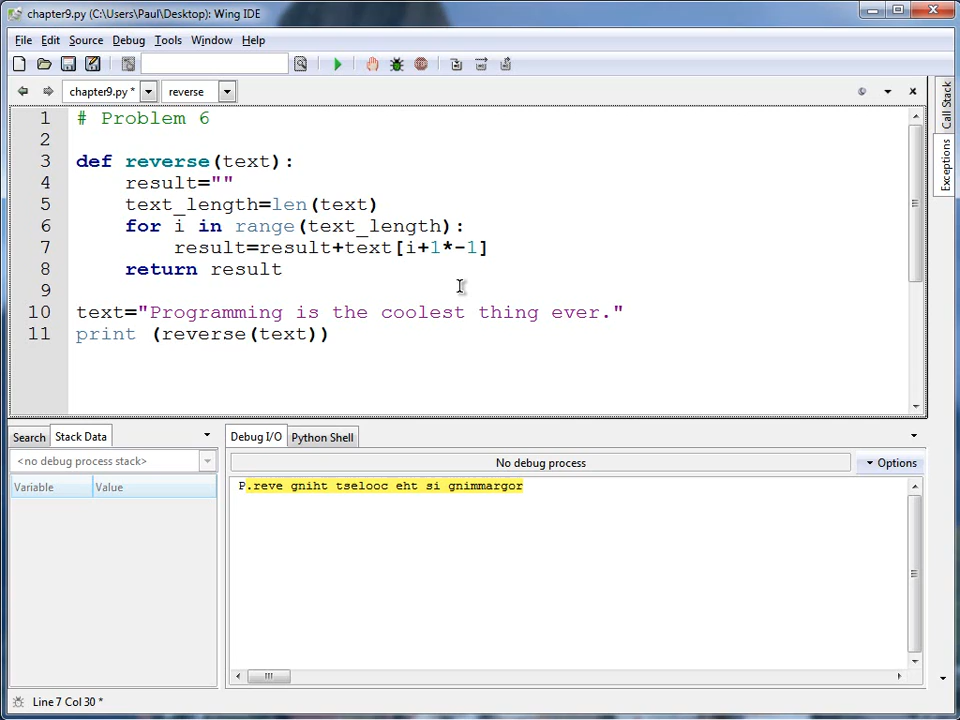 chapter9.py (C:\Users\Paul\Desktop): Wing IDE
File Edit Source Debug Tools Window Help
chapter9.py * reverse
1 # Problem 6
2
3 def reverse(text):
4 result=""
5 text_length=len(text)
6 for i in range(text_length):
7 result=result+text[i+1*-1]
8 return result
9
10 text="Programming is the coolest thing ever."
11 print (reverse(text))
Call Stack
Exceptions
Search Stack Data
<no debug process stack>
Variable Value
Debug I/O Python Shell
No debug process Options
P.reve gniht tselooc eht si gnimmargor
Line 7 Col 30 *